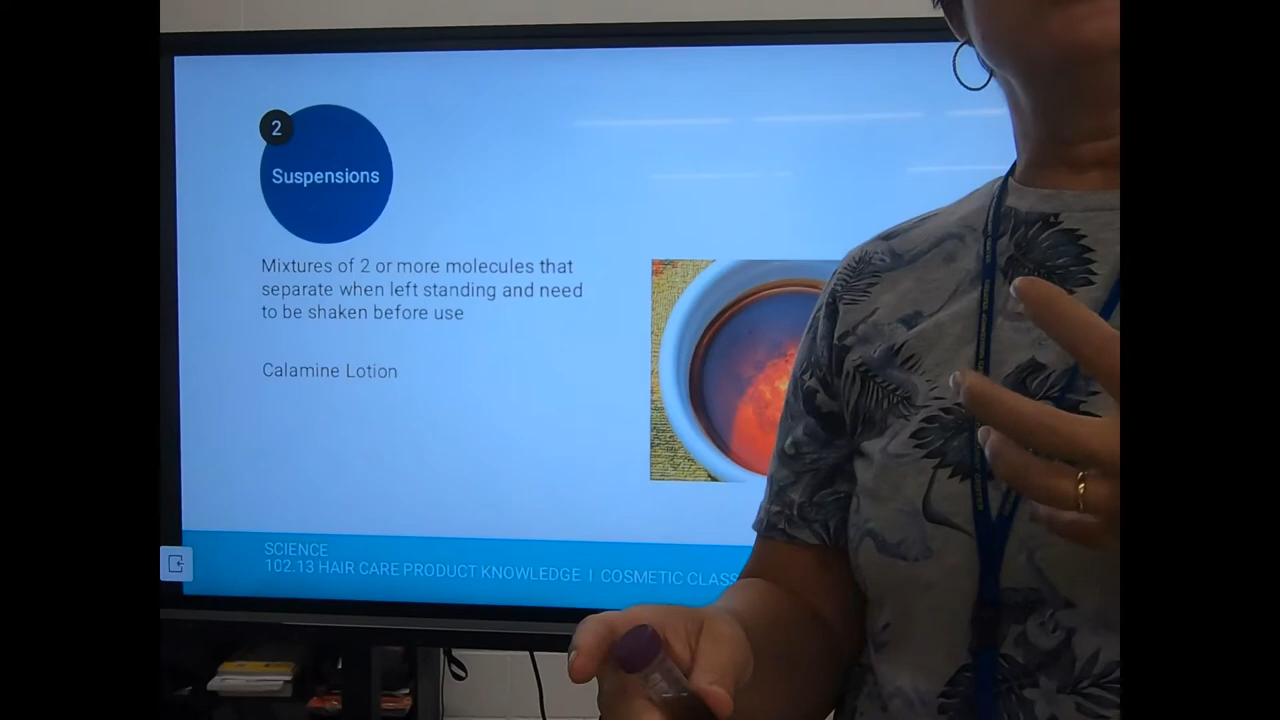 2
Suspensions
Mixtures of 2 or more molecules that
separate when left standing and need
to be shaken before use
Calamine Lotion
SCIENCE
102.13 HAIR CARE PRODUCT KNOWLEDGE I COSMETIC CLASS